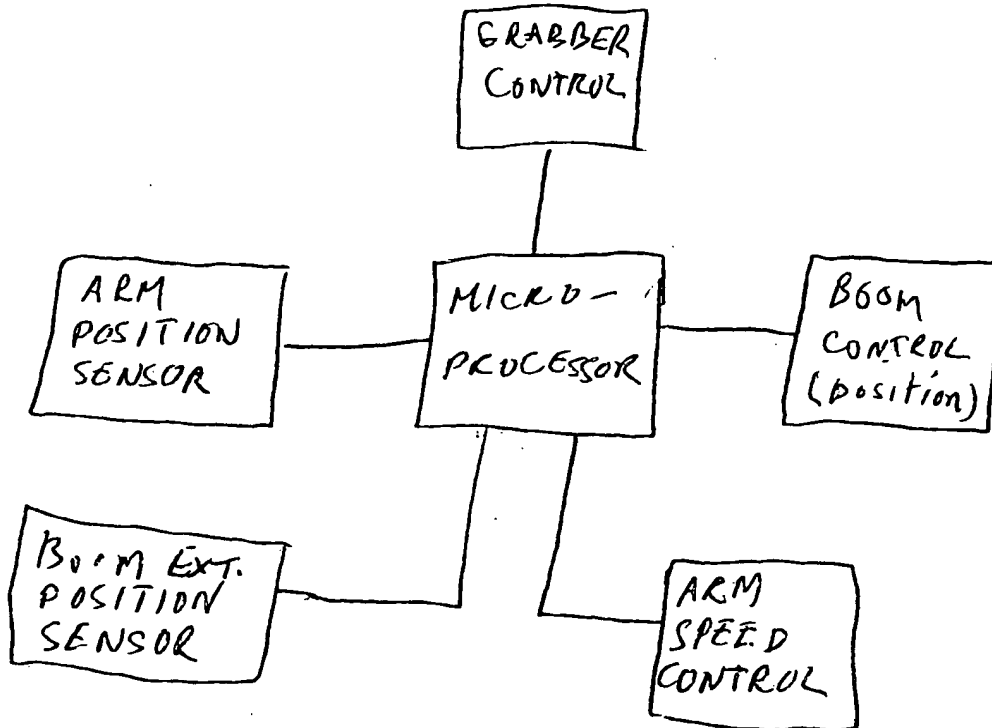 GRABBER
CONTROL
ARM
POSITION
SENSOR
MICRO-
PROCESSOR
BOOM
CONTROL
(position)
BOOM EXT.
POSITION
SENSOR
ARM
SPEED
CONTROL